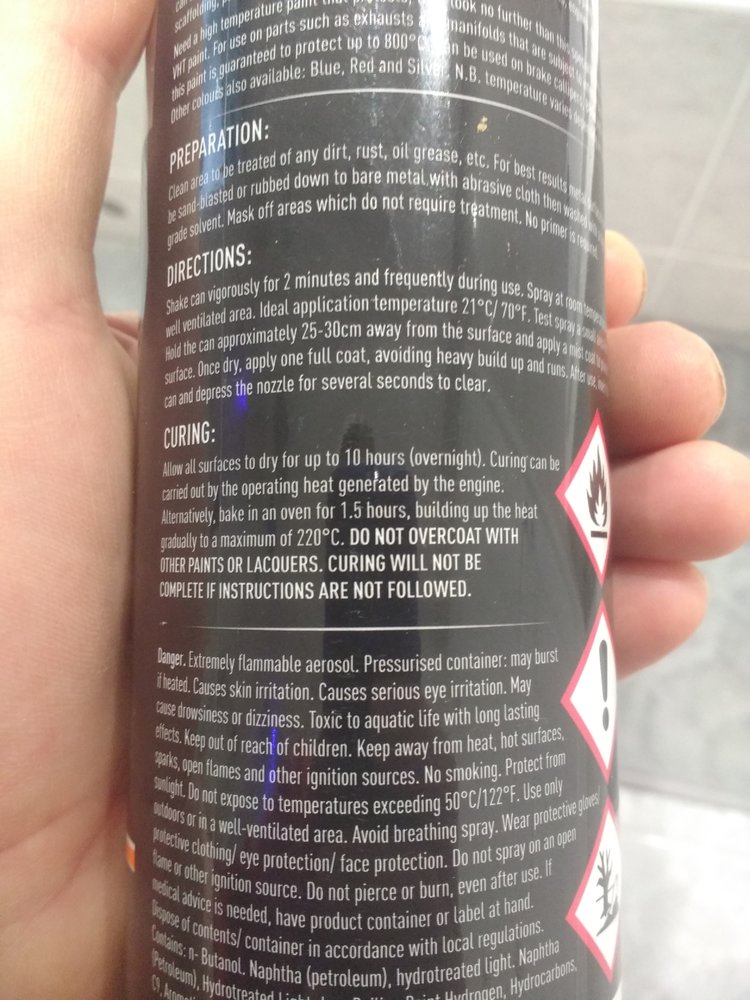 scaffolding,
Need a high temperature paint that look no further than this
VHT paint. For use on parts such as exhausts manifolds that are
this paint is guaranteed to protect up to 800°C. can be used on brake
Other colours also available: Blue, Red and Silver. N.B. temperature
PREPARATION:
Clean area to be treated of any dirt, rust, oil grease, etc. For best results
be sand-blasted or rubbed down to bare metal with abrasive cloth then
grade solvent. Mask off areas which do not require treatment. No primer is required.
DIRECTIONS:
Shake can vigorously for 2 minutes and frequently during use. Spray at room
well ventilated area. Ideal application temperature 21°C/ 70°F. Test spray a small
Hold the can approximately 25-30cm away from the surface and apply a mist coat
surface. Once dry, apply one full coat, avoiding heavy build up and runs. After use,
can and depress the nozzle for several seconds to clear.
CURING:
Allow all surfaces to dry for up to 10 hours (overnight). Curing can be
carried out by the operating heat generated by the engine.
Alternatively, bake in an oven for 1.5 hours, building up the heat
gradually to a maximum of 220°C. DO NOT OVERCOAT WITH
OTHER PAINTS OR LACQUERS. CURING WILL NOT BE
COMPLETE IF INSTRUCTIONS ARE NOT FOLLOWED.
Danger. Extremely flammable aerosol. Pressurised container: may burst
if heated. Causes skin irritation. Causes serious eye irritation. May
cause drowsiness or dizziness. Toxic to aquatic life with long lasting
effects. Keep out of reach of children. Keep away from heat, hot surfaces,
sparks, open flames and other ignition sources. No smoking. Protect from
sunlight. Do not expose to temperatures exceeding 50°C/122°F. Use only
outdoors or in a well-ventilated area. Avoid breathing spray. Wear protective gloves/
protective clothing/ eye protection/ face protection. Do not spray on an open
flame or other ignition source. Do not pierce or burn, even after use. If
medical advice is needed, have product container or label at hand.
Dispose of contents/ container in accordance with local regulations.
Contains: n- Butanol. Naphtha (petroleum), hydrotreated light. Naphtha
(Petroleum), Hydrotreated Point Hydrogen, Hydrocarbons,
C9,